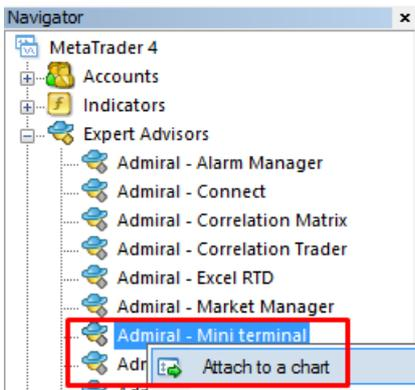 Navigator
MetaTrader 4
Accounts
Indicators
Expert Advisors
Admiral - Alarm Manager
Admiral - Connect
Admiral - Correlation Matrix
Admiral - Correlation Trader
Admiral - Excel RTD
Admiral - Market Manager
Admiral - Mini terminal
Attach to a chart